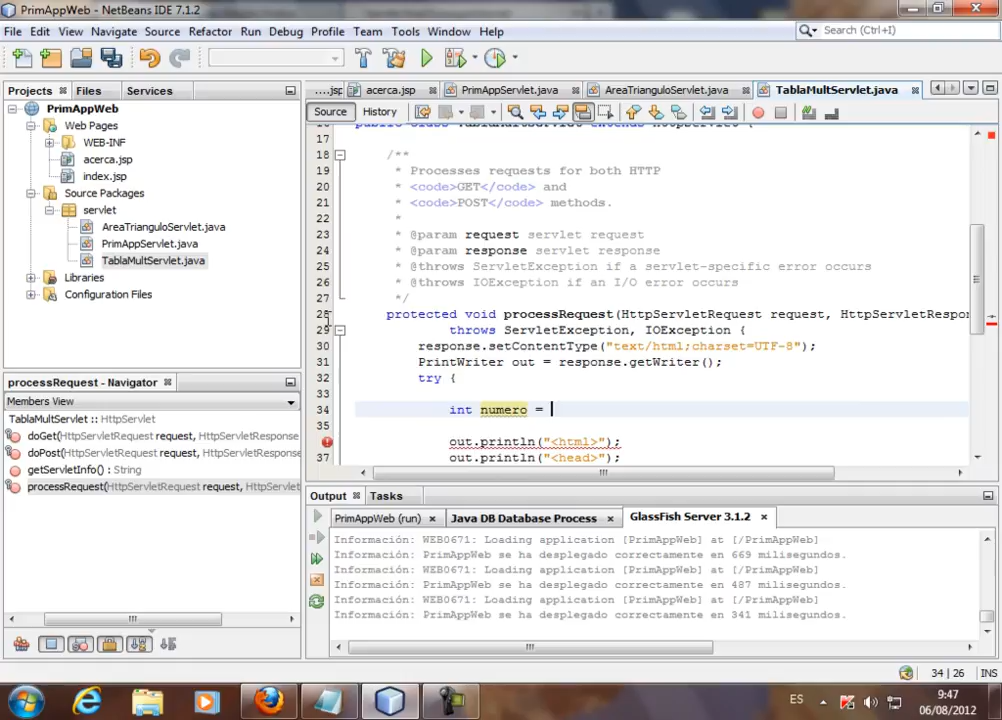 PrimAppWeb - NetBeans IDE 7.1.2
File Edit View Navigate Source Refactor Run Debug Profile Team Tools Window Help
Search (Ctrl+I)
Projects Files Services
PrimAppWeb
Web Pages
WEB-INF
acerca.jsp
index.jsp
Source Packages
servlet
AreaTrianguloServlet.java
PrimAppServlet.java
TablaMultServlet.java
Libraries
Configuration Files
processRequest - Navigator
Members View
TablaMultServlet :: HttpServlet
doGet(HttpServletRequest request, HttpServletResponse
doPost(HttpServletRequest request, HttpServletResponse
getServletInfo() : String
processRequest(HttpServletRequest request, HttpServlet
....jsp acerca.jsp PrimAppServlet.java AreaTrianguloServlet.java TablaMultServlet.java
Source History
17
18 /**
19 * Processes requests for both HTTP
20 * <code>GET</code> and
21 * <code>POST</code> methods.
22 *
23 * @param request servlet request
24 * @param response servlet response
25 * @throws ServletException if a servlet-specific error occurs
26 * @throws IOException if an I/O error occurs
27 */
28 protected void processRequest(HttpServletRequest request, HttpServletRespon
29 throws ServletException, IOException {
30 response.setContentType("text/html;charset=UTF-8");
31 PrintWriter out = response.getWriter();
32 try {
33
34 int numero =
35
out.println("<html>");
37 out.println("<head>");
Output Tasks
PrimAppWeb (run) Java DB Database Process GlassFish Server 3.1.2
Información: WEB0671: Loading application [PrimAppWeb] at [/PrimAppWeb]
Información: PrimAppWeb se ha desplegado correctamente en 669 milisegundos.
Información: WEB0671: Loading application [PrimAppWeb] at [/PrimAppWeb]
Información: PrimAppWeb se ha desplegado correctamente en 487 milisegundos.
Información: WEB0671: Loading application [PrimAppWeb] at [/PrimAppWeb]
Información: PrimAppWeb se ha desplegado correctamente en 341 milisegundos.
34 | 26 INS
ES
9:47
06/08/2012